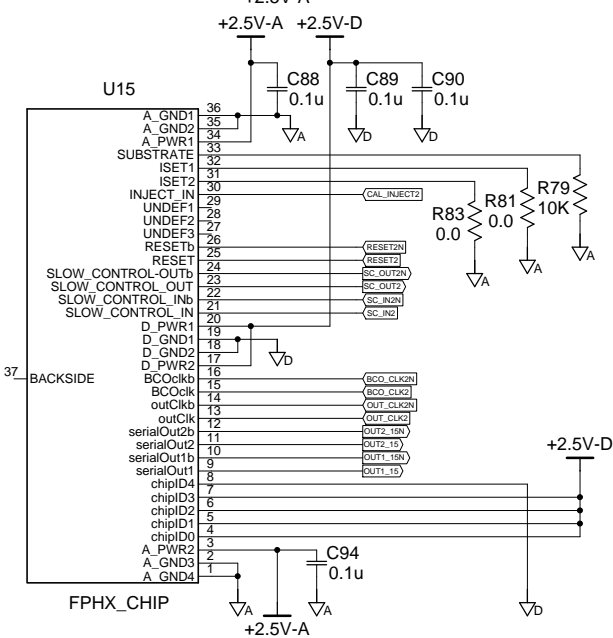 +2.5V-A
+2.5V-A +2.5V-D
U15
C88
0.1u
C89
0.1u
C90
0.1u
A
D
D
A_GND1 36
A_GND2 35
A_PWR1 34
SUBSTRATE 33
ISET1 32
ISET2 31
INJECT_IN 30 CAL_INJECT2
UNDEF1 29
UNDEF2 28
UNDEF3 27
RESETb 26 RESET2N
RESET 25 RESET2
SLOW_CONTROL-OUTb 24 SC_OUT2N
SLOW_CONTROL_OUT 23 SC_OUT2
SLOW_CONTROL_INb 22 SC_IN2N
SLOW_CONTROL_IN 21 SC_IN2
R83
0.0
R81
0.0
R79
10K
A
A
A
D_PWR1 20
D_GND1 19
D_GND2 18
D_PWR2 17
D
37 BACKSIDE
BCOclkb 16 BCO_CLK2N
BCOclk 15 BCO_CLK2
outClkb 14 OUT_CLK2N
outClk 13 OUT_CLK2
serialOut2b 12 OUT2_15N
serialOut2 11 OUT2_15
serialOut1b 10 OUT1_15N
serialOut1 9 OUT1_15
+2.5V-D
chipID4 8
chipID3 7
chipID2 6
chipID1 5
chipID0 4
A_PWR2 3
A_GND3 2
A_GND4 1
C94
0.1u
FPHX_CHIP
A
A
D
+2.5V-A